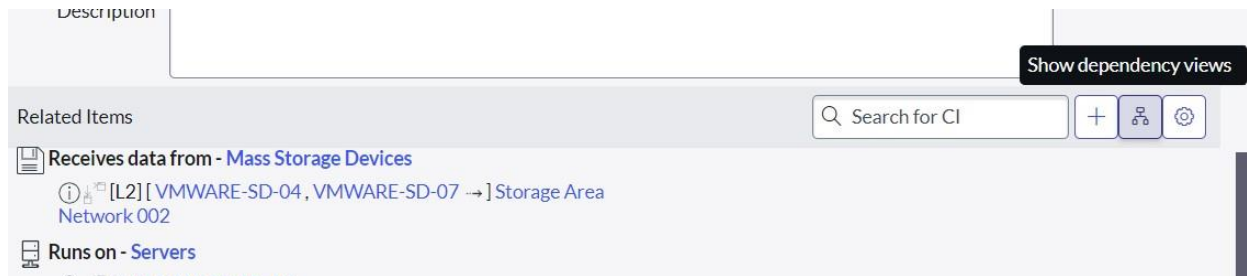 Description
Show dependency views
Related Items
Search for CI
Receives data from - Mass Storage Devices
[L2] [ VMWARE-SD-04 , VMWARE-SD-07 ⇢ ] Storage Area
Network 002
Runs on - Servers